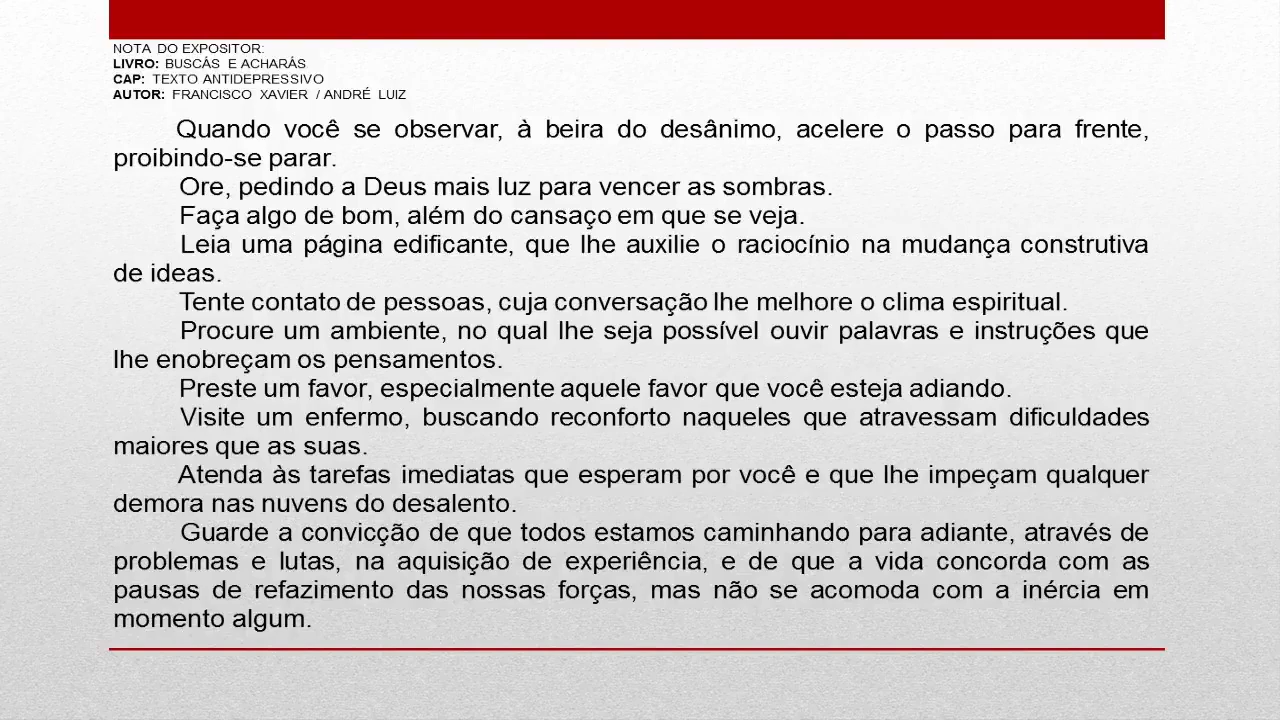 NOTA DO EXPOSITOR:
LIVRO: BUSCÁS E ACHARÁS
CAP: TEXTO ANTIDEPRESSIVO
AUTOR: FRANCISCO XAVIER / ANDRÉ LUIZ
Quando você se observar, à beira do desânimo, acelere o passo para frente,
proibindo-se parar.
Ore, pedindo a Deus mais luz para vencer as sombras.
Faça algo de bom, além do cansaço em que se veja.
Leia uma página edificante, que lhe auxilie o raciocínio na mudança construtiva
de ideas.
Tente contato de pessoas, cuja conversação lhe melhore o clima espiritual.
Procure um ambiente, no qual lhe seja possível ouvir palavras e instruções que
lhe enobreçam os pensamentos.
Preste um favor, especialmente aquele favor que você esteja adiando.
Visite um enfermo, buscando reconforto naqueles que atravessam dificuldades
maiores que as suas.
Atenda às tarefas imediatas que esperam por você e que lhe impeçam qualquer
demora nas nuvens do desalento.
Guarde a convicção de que todos estamos caminhando para adiante, através de
problemas e lutas, na aquisição de experiência, e de que a vida concorda com as
pausas de refazimento das nossas forças, mas não se acomoda com a inércia em
momento algum.